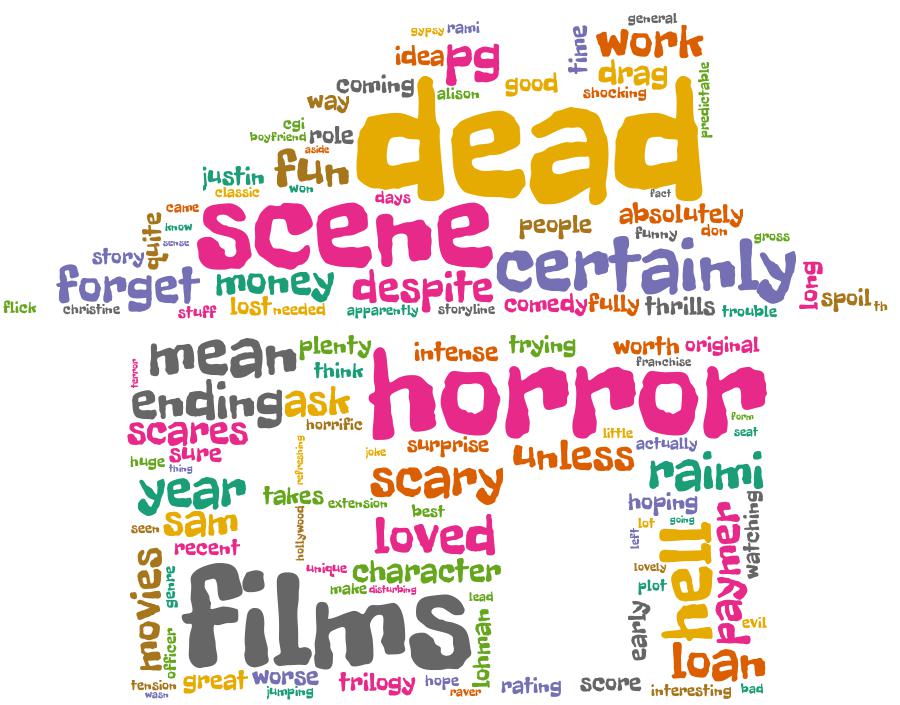 gypsy rami general
idea pg time work
coming alison good drag
way shocking predictable
cgi dead
boyfriend role
aside
justin fun
classic won days fact
came scene people absolutely
quite know funny don
sense gross
story certainly
forget money despite long
flick christine stuff lost needed apparently storyline comedy fully thrills trouble spoil th
mean plenty intense trying worth original
terror think franchise
horror
ending ask
scares horrific form
little seat
sure surprise actually
huge thing refreshing joke unless
scary raimi
year takes extension hoping
best
seen sam lot going
recent hollywood loved left hell paymer watching
movies genre unique character lovely
make disturbing plot
films lead
officer lohman early evil
loan
tension great worse trilogy hope rating score interesting bad
wasn jumping raver